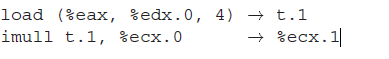 load (%eax, %edx.0, 4) → t.1
imull t.1, %ecx.0 → %ecx.1